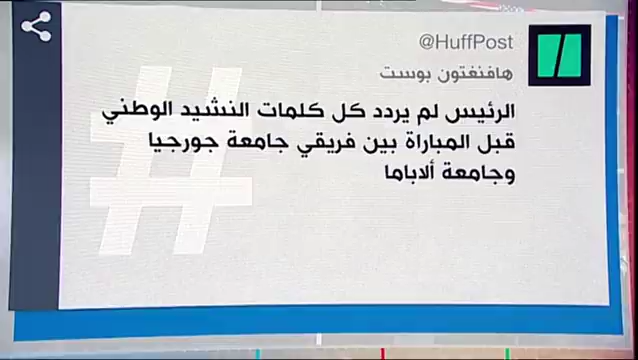 @HuffPost
هافنغتون بوست
الرئيس لم يردد كل كلمات النشيد الوطني
قبل المباراة بين فريقي جامعة جورجيا
وجامعة ألاباما
#